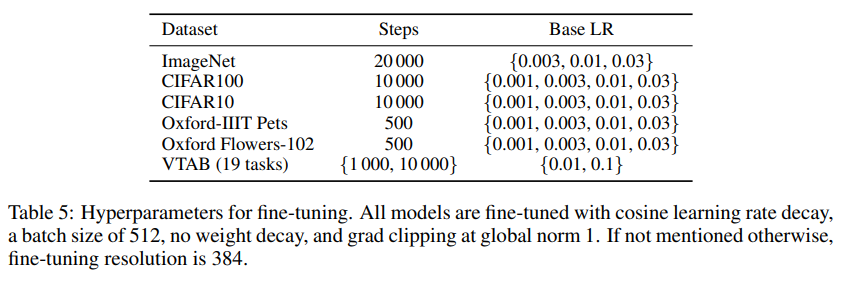 Dataset Steps Base LR
ImageNet 20 000 {0.003, 0.01, 0.03}
CIFAR100 10 000 {0.001, 0.003, 0.01, 0.03}
CIFAR10 10 000 {0.001, 0.003, 0.01, 0.03}
Oxford-IIIT Pets 500 {0.001, 0.003, 0.01, 0.03}
Oxford Flowers-102 500 {0.001, 0.003, 0.01, 0.03}
VTAB (19 tasks) {1 000, 10 000} {0.01, 0.1}
Table 5: Hyperparameters for fine-tuning. All models are fine-tuned with cosine learning rate decay,
a batch size of 512, no weight decay, and grad clipping at global norm 1. If not mentioned otherwise,
fine-tuning resolution is 384.